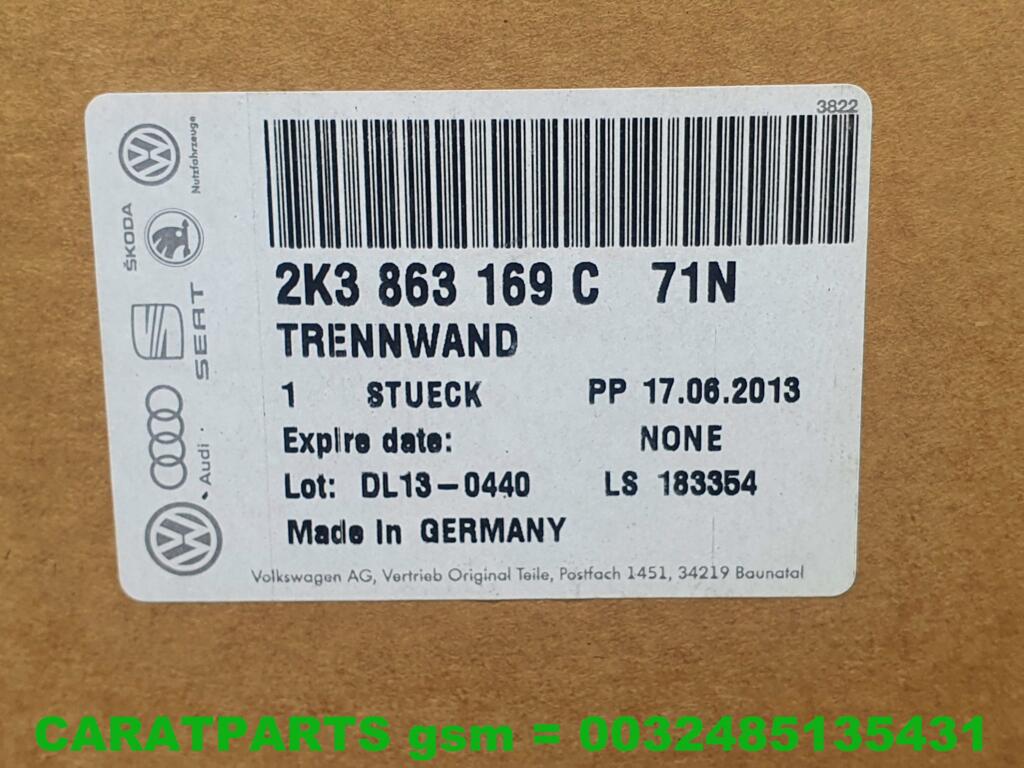 3822
Nutzfahrzeuge
ŠKODA
SEAT
Audi
2K3 863 169 C 71N
TRENNWAND
1 STUECK PP 17.06.2013
Expire date: NONE
Lot: DL13-0440 LS 183354
Made In GERMANY
Volkswagen AG, Vertrieb Original Teile, Postfach 1451, 34219 Baunatal
CARATPARTS gsm = 0032485135431